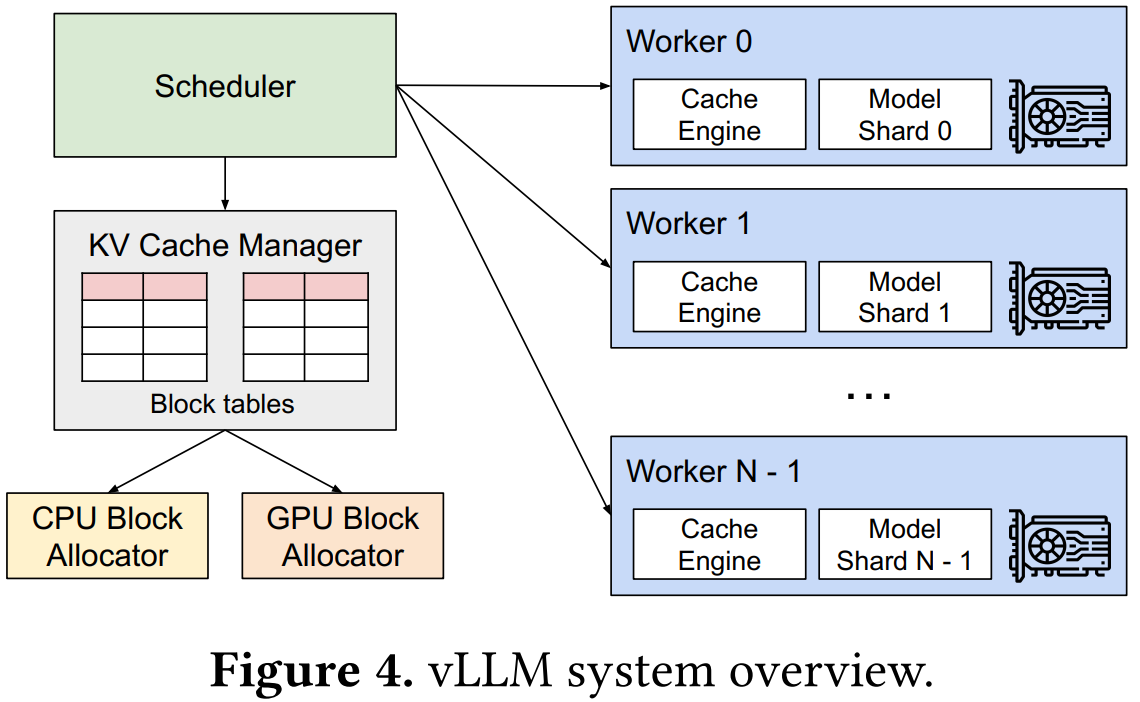 Scheduler
KV Cache Manager
Block tables
CPU Block
Allocator
GPU Block
Allocator
Worker 0
Cache
Engine
Model
Shard 0
Worker 1
Cache
Engine
Model
Shard 1
...
Worker N - 1
Cache
Engine
Model
Shard N - 1
Figure 4. vLLM system overview.